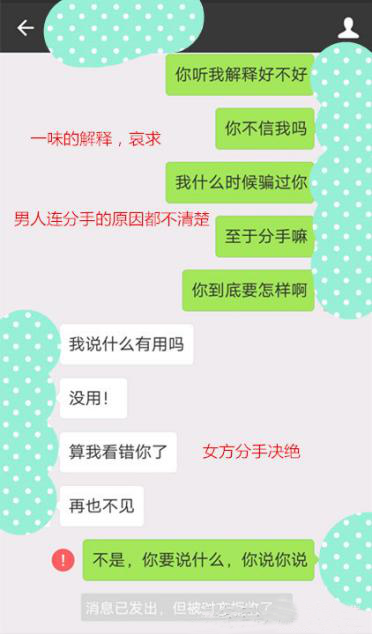 你听我解释好不好
你不信我吗
一味的解释，哀求
我什么时候骗过你
男人连分手的原因都不清楚
至于分手嘛
你到底要怎样啊
我说什么有用吗
没用！
算我看错你了
女方分手决绝
再也不见
不是，你要说什么，你说你说
消息已发出，但被对方拒收了